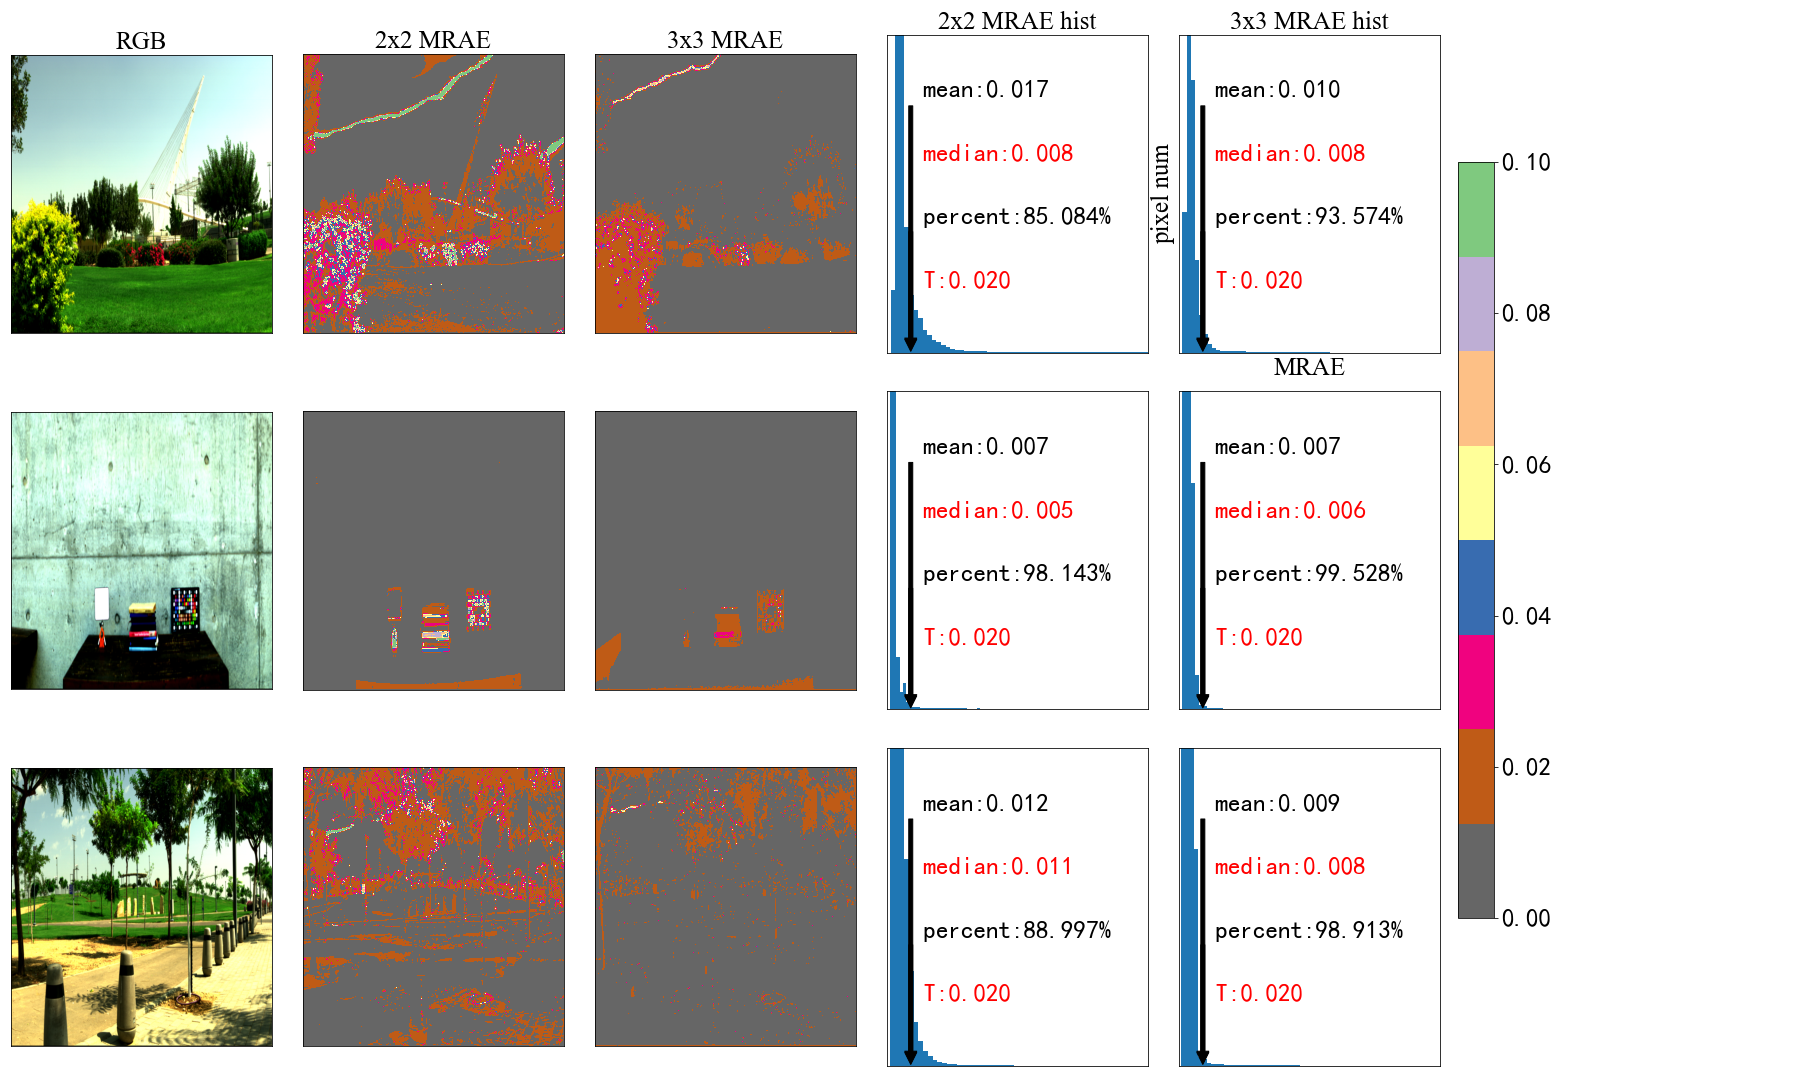 RGB
2x2 MRAE
3x3 MRAE
2x2 MRAE hist
3x3 MRAE hist
mean:0.017
median:0.008
percent:85.084%
T:0.020
pixel num
mean:0.010
median:0.008
percent:93.574%
T:0.020
MRAE
mean:0.007
median:0.005
percent:98.143%
T:0.020
mean:0.007
median:0.006
percent:99.528%
T:0.020
mean:0.012
median:0.011
percent:88.997%
T:0.020
mean:0.009
median:0.008
percent:98.913%
T:0.020
0.10
0.08
0.06
0.04
0.02
0.00